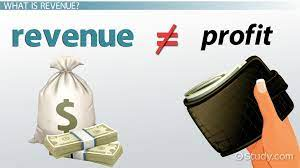 WHAT IS REVENUE?
revenue ≠ profit
$
Study.com